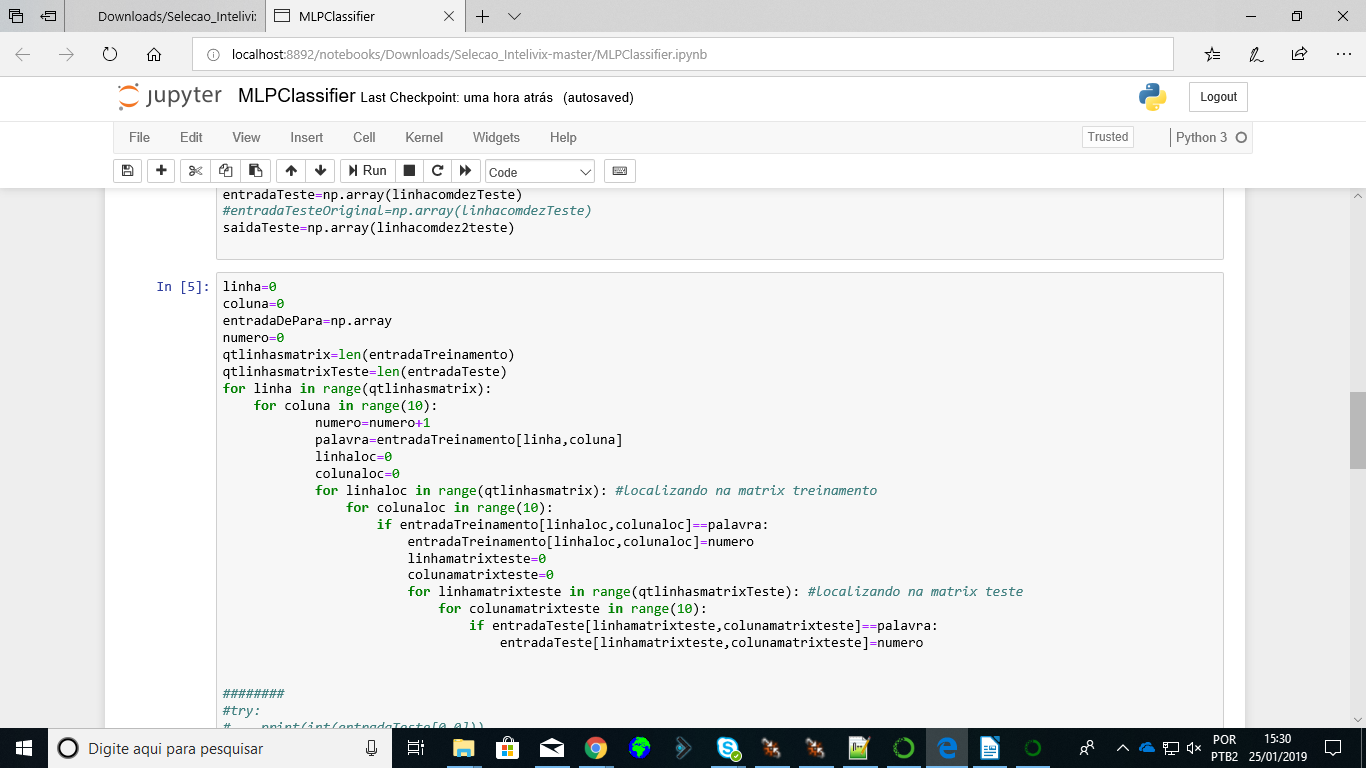 Downloads/Selecao_Intelivix
MLPClassifier
localhost:8892/notebooks/Downloads/Selecao_Intelivix-master/MLPClassifier.ipynb
jupyter MLPClassifier Last Checkpoint: uma hora atrás (autosaved)
Logout
File Edit View Insert Cell Kernel Widgets Help
Trusted Python 3
Run Code
entradaTeste=np.array(linhacomdezTeste)
#entradaTesteOriginal=np.array(linhacomdezTeste)
saidaTeste=np.array(linhacomdez2teste)
In [5]:
linha=0
coluna=0
entradaDePara=np.array
numero=0
qtlinhasmatrix=len(entradaTreinamento)
qtlinhasmatrixTeste=len(entradaTeste)
for linha in range(qtlinhasmatrix):
    for coluna in range(10):
            numero=numero+1
            palavra=entradaTreinamento[linha,coluna]
            linhaloc=0
            colunaloc=0
            for linhaloc in range(qtlinhasmatrix): #localizando na matrix treinamento
                for colunaloc in range(10):
                    if entradaTreinamento[linhaloc,colunaloc]==palavra:
                        entradaTreinamento[linhaloc,colunaloc]=numero
                        linhamatrixteste=0
                        colunamatrixteste=0
                        for linhamatrixteste in range(qtlinhasmatrixTeste): #localizando na matrix teste
                            for colunamatrixteste in range(10):
                                if entradaTeste[linhamatrixteste,colunamatrixteste]==palavra:
                                    entradaTeste[linhamatrixteste,colunamatrixteste]=numero
########
#try:
#    print(int(entradaTeste[0,0]))
Digite aqui para pesquisar
POR
PTB2
15:30
25/01/2019